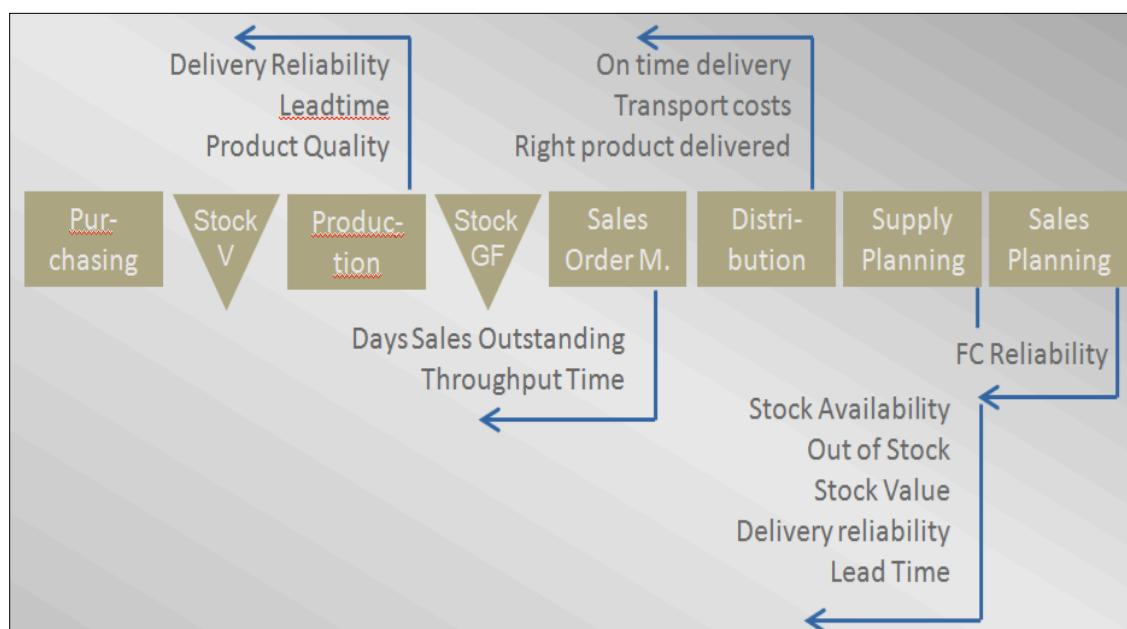 Delivery Reliability
Leadtime
Product Quality
On time delivery
Transport costs
Right product delivered
Pur-
chasing
Stock
V
Produc-
tion
Stock
GF
Sales
Order M.
Distri-
bution
Supply
Planning
Sales
Planning
Days Sales Outstanding
Throughput Time
FC Reliability
Stock Availability
Out of Stock
Stock Value
Delivery reliability
Lead Time